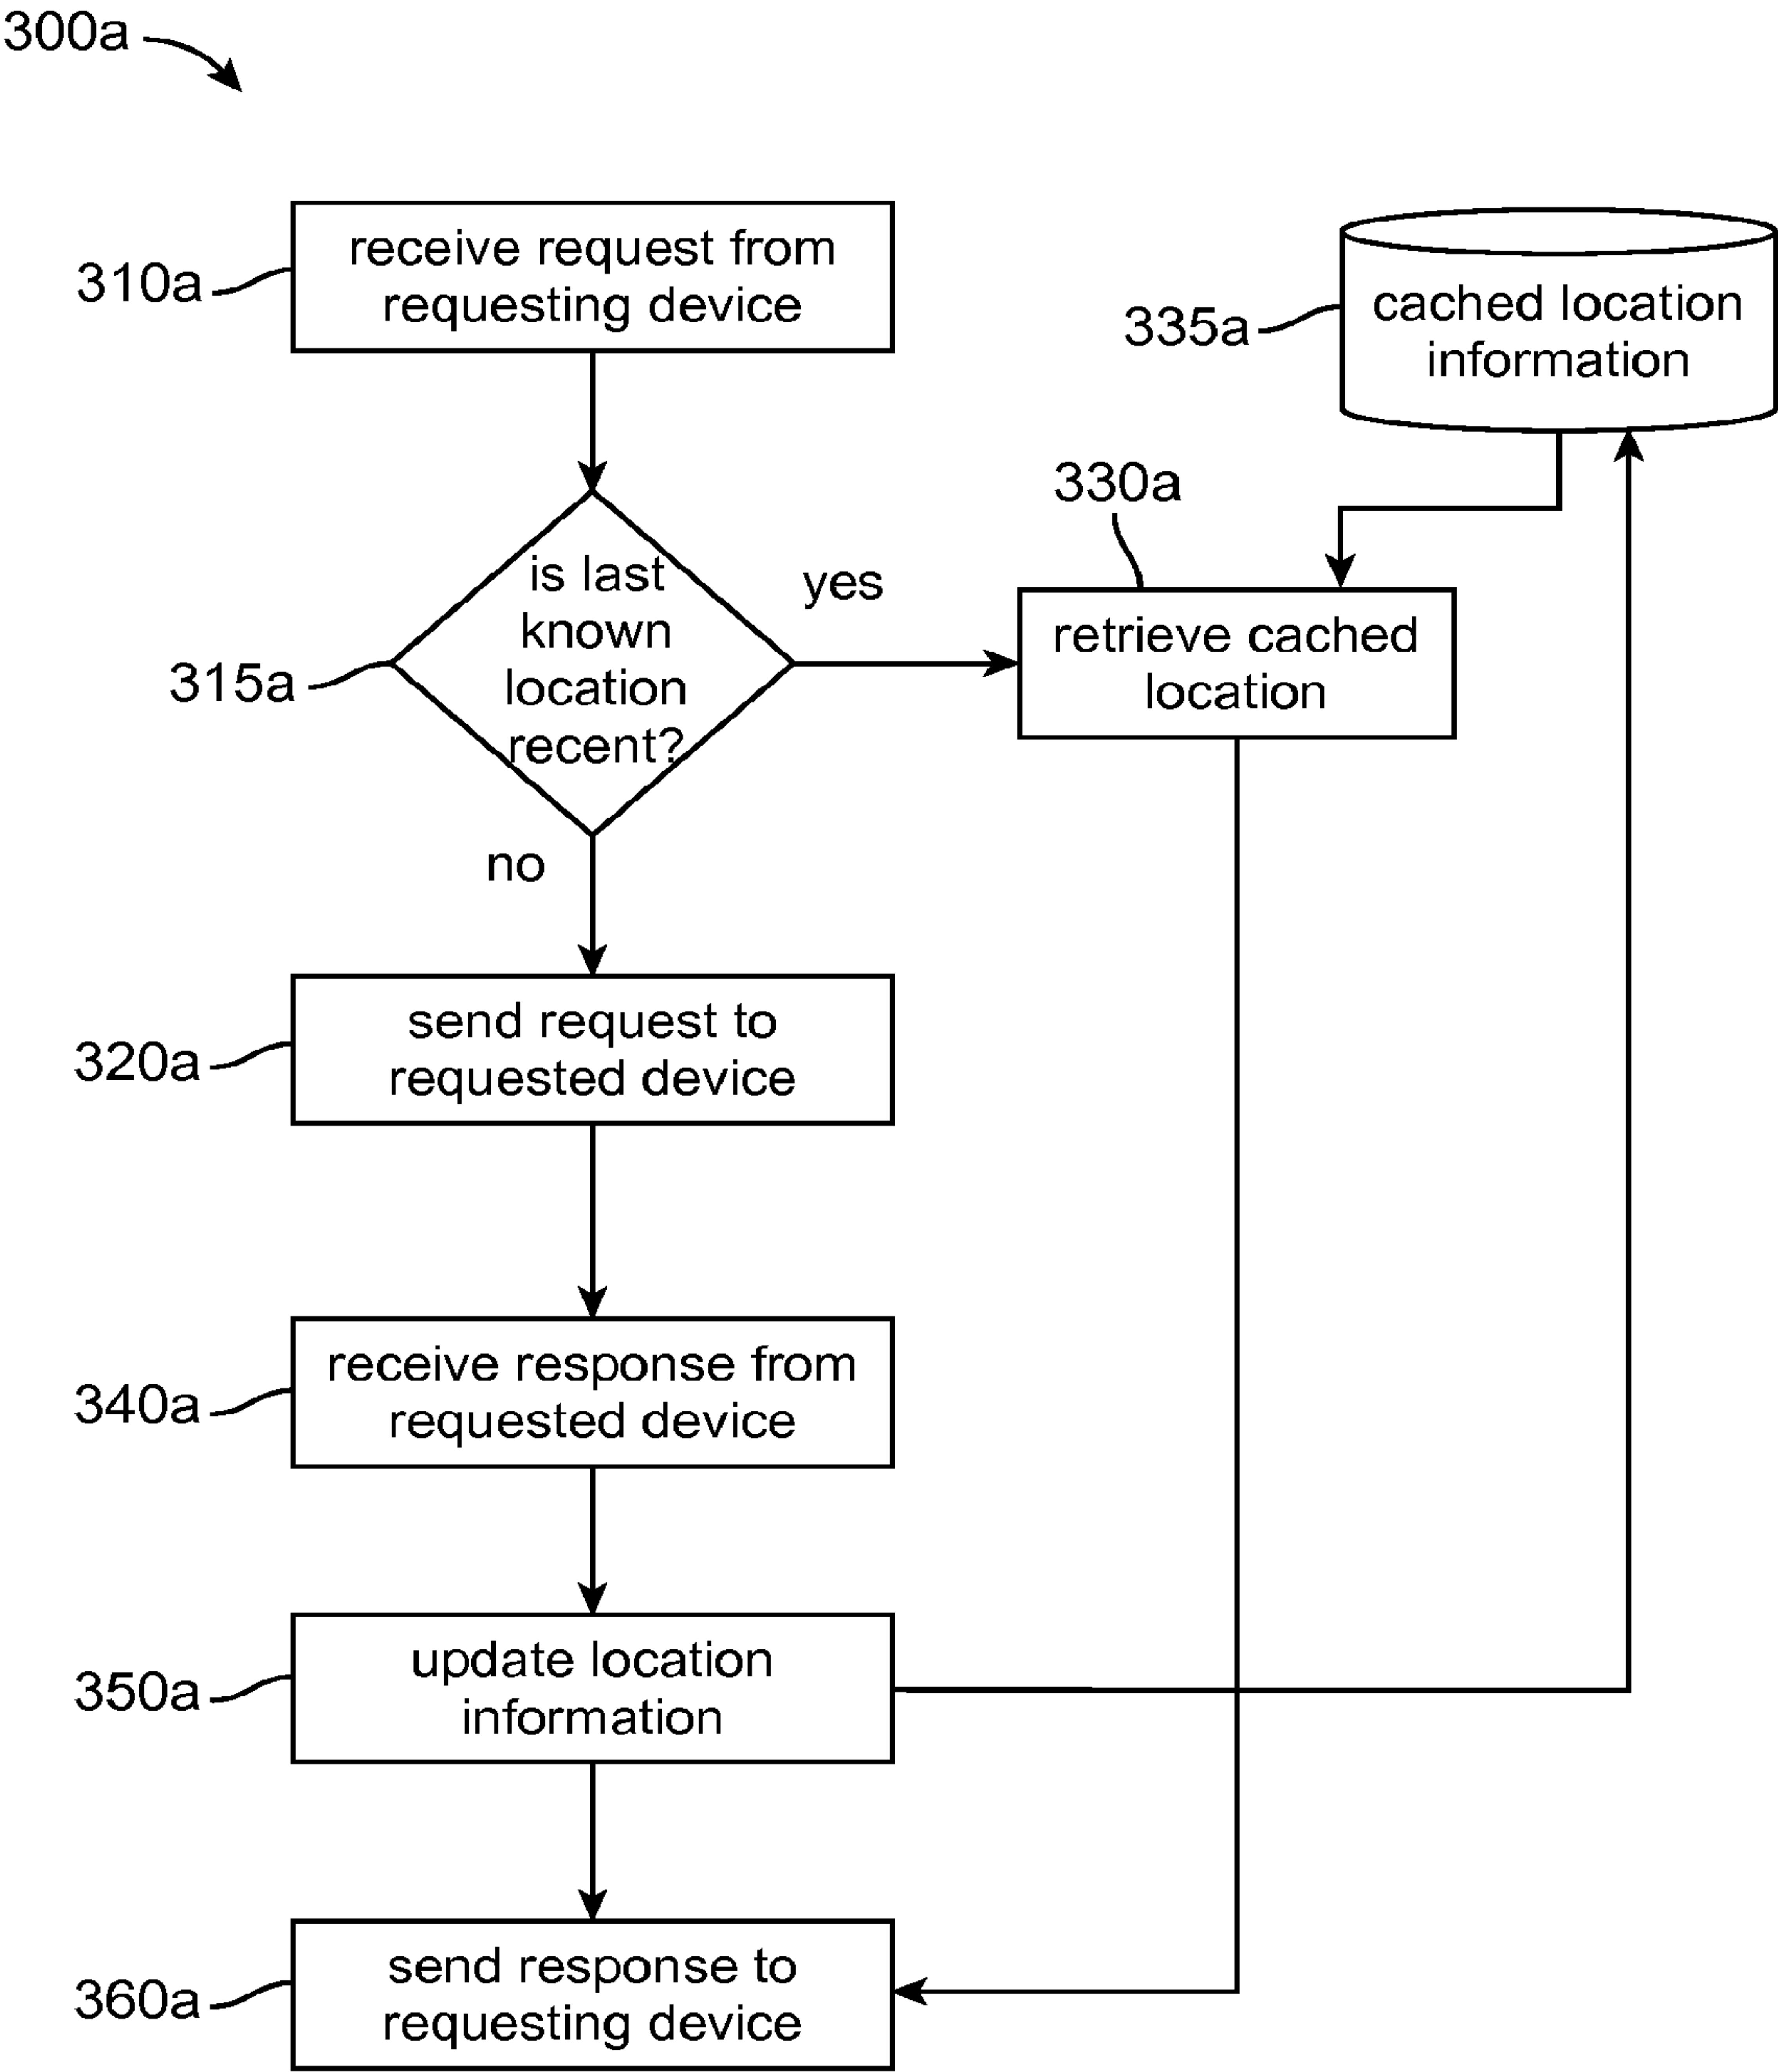 300a
310a
receive request from
requesting device
335a
cached location
information
315a
is last
known
location
recent?
yes
no
330a
retrieve cached
location
320a
send request to
requested device
340a
receive response from
requested device
350a
update location
information
360a
send response to
requesting device